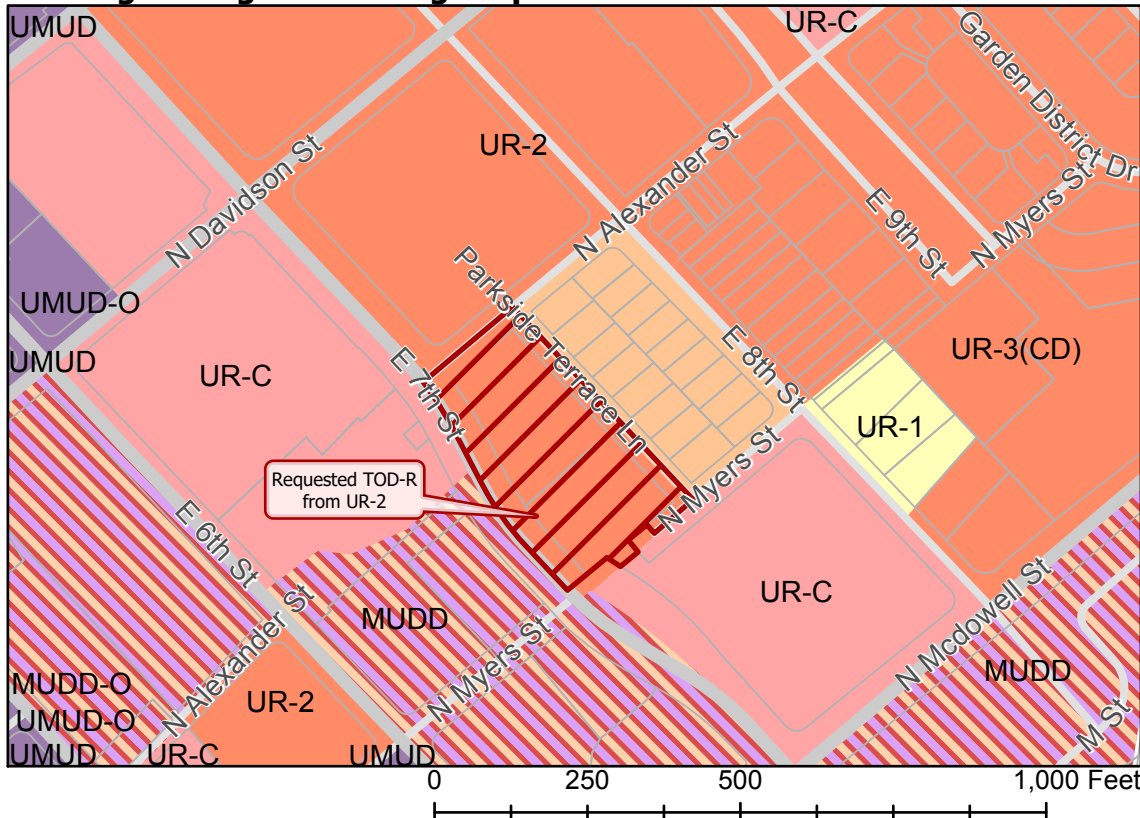 UMUD
UR-C
Garden District Dr
N Davidson St
UR-2
N Alexander St
E 9th St
N Myers St
UMUD-O
Parkside Terrace Ln
UMUD
UR-C
E 7th St
E 8th St
UR-3(CD)
UR-1
Requested TOD-R
from UR-2
N Myers St
E 6th St
UR-C
N Alexander St
MUDD
N Myers St
N Mcdowell St
MUDD
MUDD-O
UR-2
UMUD-O
M St
UMUD
UR-C
UMUD
0 250 500 1,000 Feet